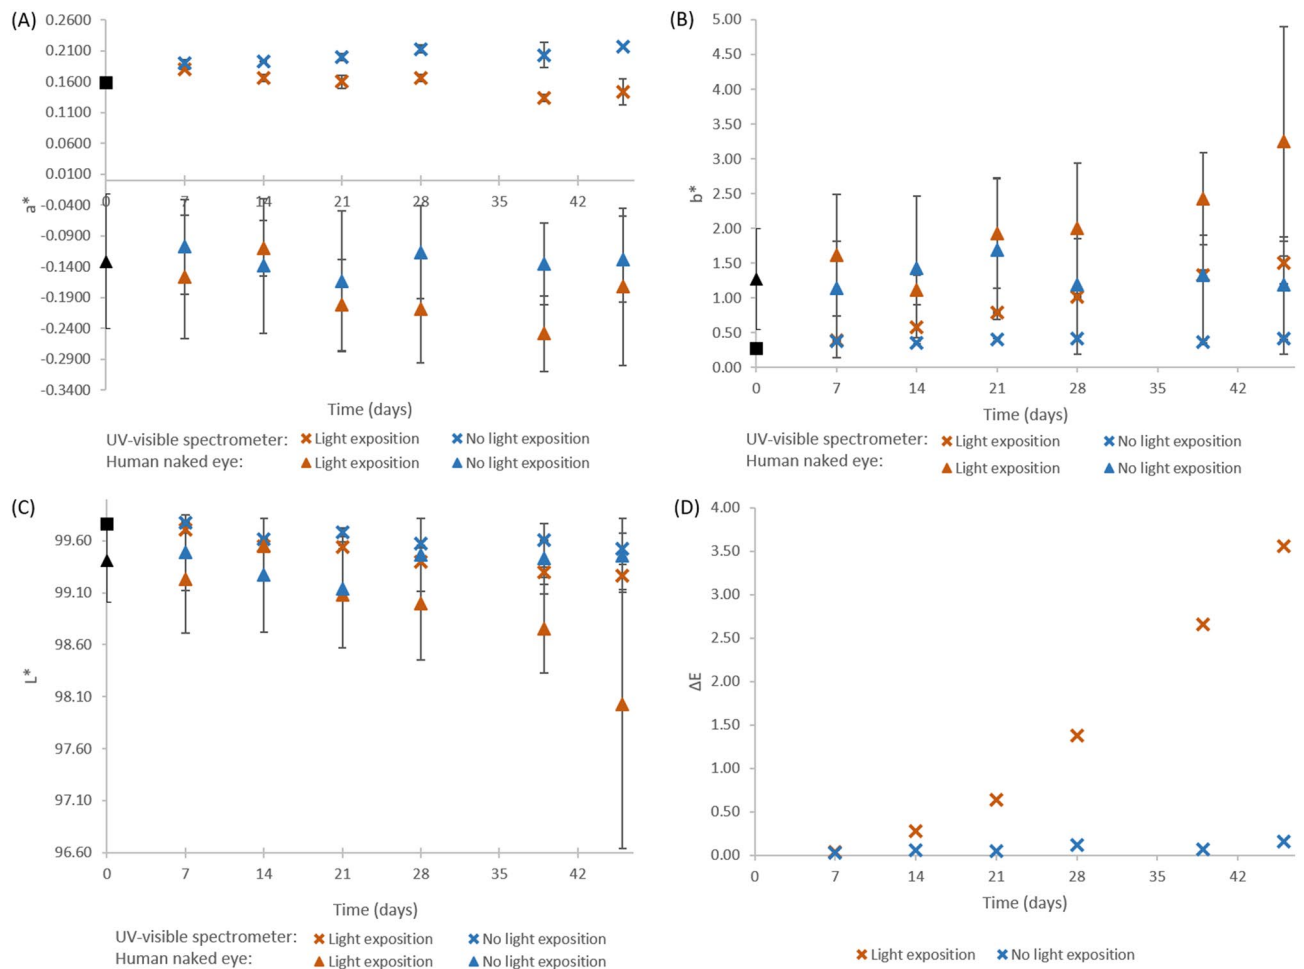 (A)
0.2600
0.2100
0.1600
0.1100
0.0600
0.0100
-0.0400
-0.0900
-0.1400
-0.1900
-0.2400
-0.2900
-0.3400
a*
0 7 14 21 28 35 42
Time (days)
UV-visible spectrometer: Light exposition No light exposition
Human naked eye: Light exposition No light exposition
(B)
5.00
4.50
4.00
3.50
3.00
2.50
2.00
1.50
1.00
0.50
0.00
b*
0 7 14 21 28 35 42
Time (days)
UV-visible spectrometer: Light exposition No light exposition
Human naked eye: Light exposition No light exposition
(C)
99.60
99.10
98.60
98.10
97.60
97.10
96.60
L*
0 7 14 21 28 35 42
Time (days)
UV-visible spectrometer: Light exposition No light exposition
Human naked eye: Light exposition No light exposition
(D)
4.00
3.50
3.00
2.50
2.00
1.50
1.00
0.50
0.00
ΔE
0 7 14 21 28 35 42
Time (days)
Light exposition No light exposition